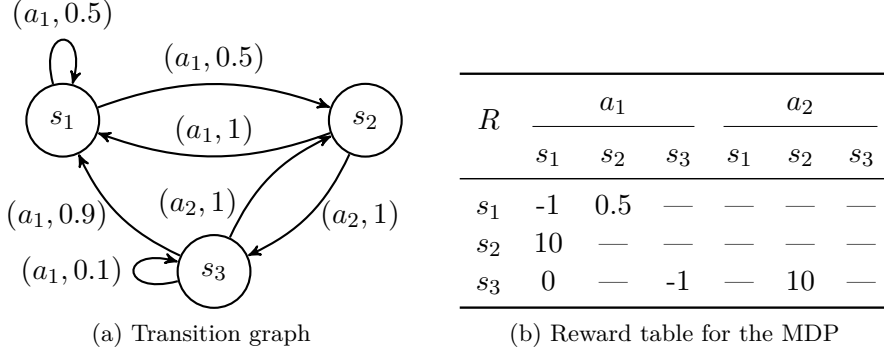 (a₁, 0.5)
(a₁, 0.5)
s₁
s₂
(a₁, 1)
(a₁, 0.9)
(a₂, 1)
(a₂, 1)
(a₁, 0.1)
s₃
(a) Transition graph
R a₁ a₂
s₁ s₂ s₃ s₁ s₂ s₃
s₁ -1 0.5 — — — —
s₂ 10 — — — — —
s₃ 0 — -1 — 10 —
(b) Reward table for the MDP